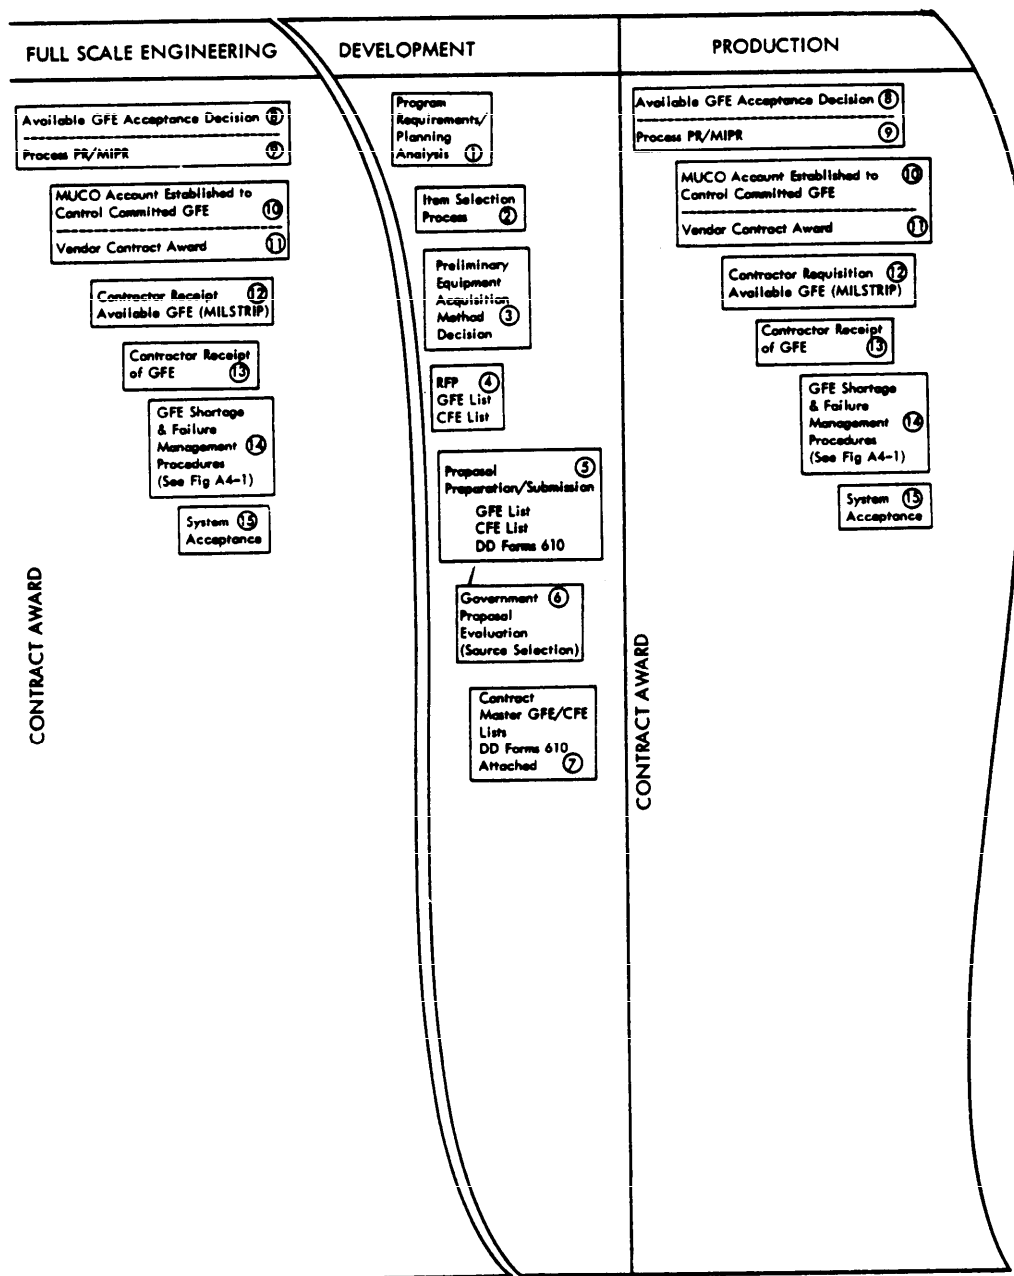 FULL SCALE ENGINEERING
DEVELOPMENT
PRODUCTION
Available GFE Acceptance Decision 8
Process PR/MIPR 9
MUCO Account Established to
Control Committed GFE 10
Vendor Contract Award 11
Contractor Receipt 12
Available GFE (MILSTRIP)
Contractor Receipt
of GFE 13
GFE Shortage
& Failure
Management 14
Procedures
(See Fig A4-1)
System 15
Acceptance
CONTRACT AWARD
Program
Requirements/
Planning
Analysis 1
Item Selection
Process 2
Preliminary
Equipment
Acquisition
Method 3
Decision
RFP 4
GFE List
CFE List
Proposal 5
Preparation/Submission
GFE List
CFE List
DD Forms 610
Government 6
Proposal
Evaluation
(Source Selection)
Contract
Master GFE/CFE
Lists
DD Forms 610
Attached 7
CONTRACT AWARD
Available GFE Acceptance Decision 8
Process PR/MIPR 9
MUCO Account Established to 10
Control Committed GFE
Vendor Contract Award 11
Contractor Requisition 12
Available GFE (MILSTRIP)
Contractor Receipt
of GFE 13
GFE Shortage
& Failure
Management 14
Procedures
(See Fig A4-1)
System 15
Acceptance